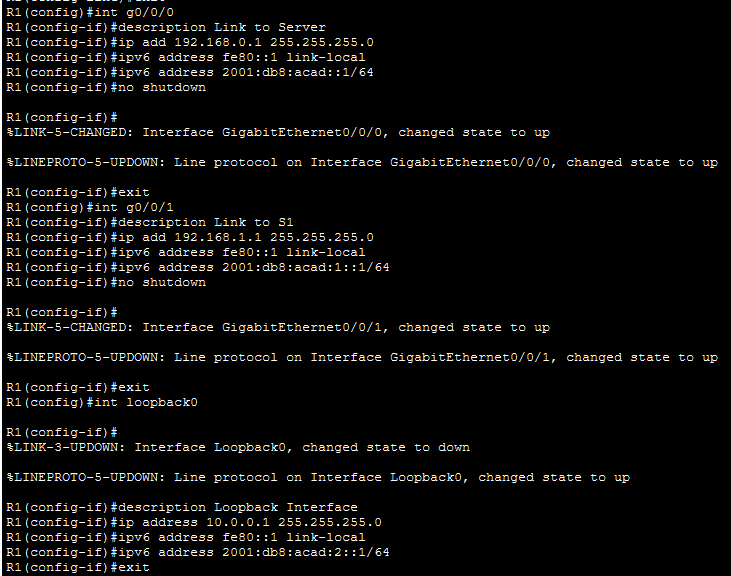 R1(config)#int g0/0/0
R1(config-if)#description Link to Server
R1(config-if)#ip add 192.168.0.1 255.255.255.0
R1(config-if)#ipv6 address fe80::1 link-local
R1(config-if)#ipv6 address 2001:db8:acad::1/64
R1(config-if)#no shutdown
R1(config-if)#
%LINK-5-CHANGED: Interface GigabitEthernet0/0/0, changed state to up
%LINEPROTO-5-UPDOWN: Line protocol on Interface GigabitEthernet0/0/0, changed state to up
R1(config-if)#exit
R1(config)#int g0/0/1
R1(config-if)#description Link to S1
R1(config-if)#ip add 192.168.1.1 255.255.255.0
R1(config-if)#ipv6 address fe80::1 link-local
R1(config-if)#ipv6 address 2001:db8:acad:1::1/64
R1(config-if)#no shutdown
R1(config-if)#
%LINK-5-CHANGED: Interface GigabitEthernet0/0/1, changed state to up
%LINEPROTO-5-UPDOWN: Line protocol on Interface GigabitEthernet0/0/1, changed state to up
R1(config-if)#exit
R1(config)#int loopback0
R1(config-if)#
%LINK-3-UPDOWN: Interface Loopback0, changed state to down
%LINEPROTO-5-UPDOWN: Line protocol on Interface Loopback0, changed state to up
R1(config-if)#description Loopback Interface
R1(config-if)#ip address 10.0.0.1 255.255.255.0
R1(config-if)#ipv6 address fe80::1 link-local
R1(config-if)#ipv6 address 2001:db8:acad:2::1/64
R1(config-if)#exit